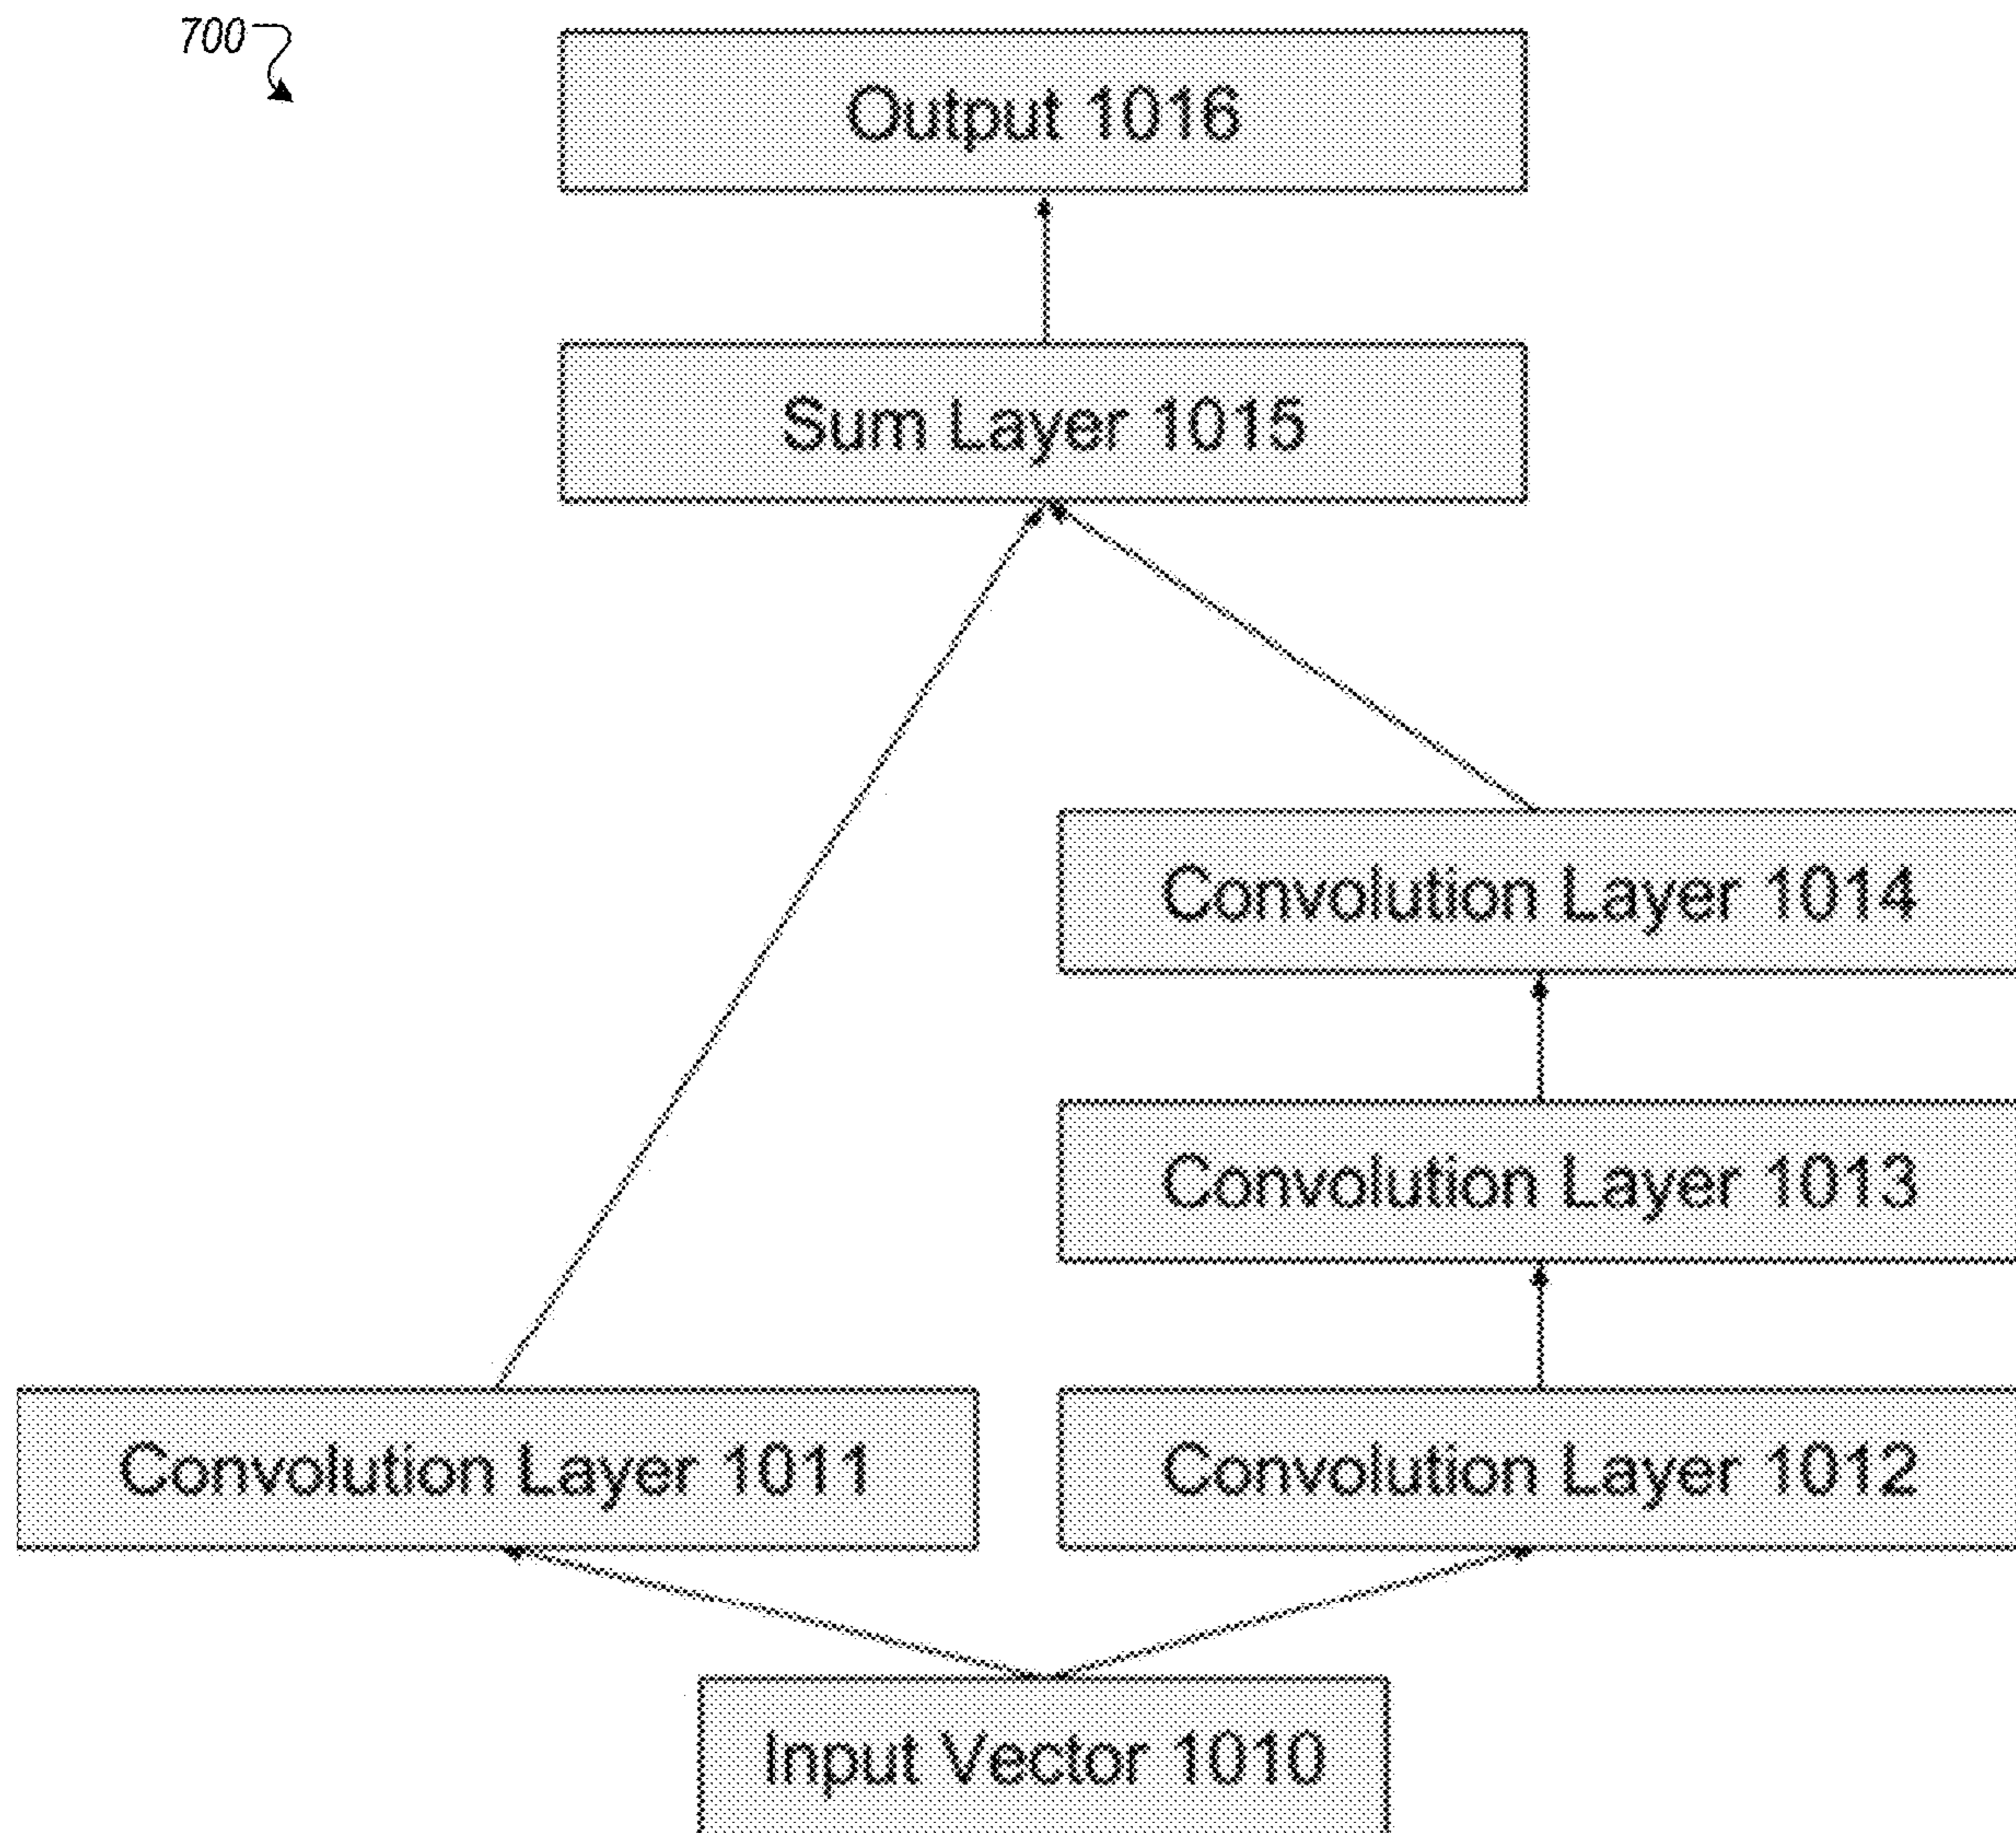 700
Output 1016
Sum Layer 1015
Convolution Layer 1014
Convolution Layer 1013
Convolution Layer 1011
Convolution Layer 1012
Input Vector 1010